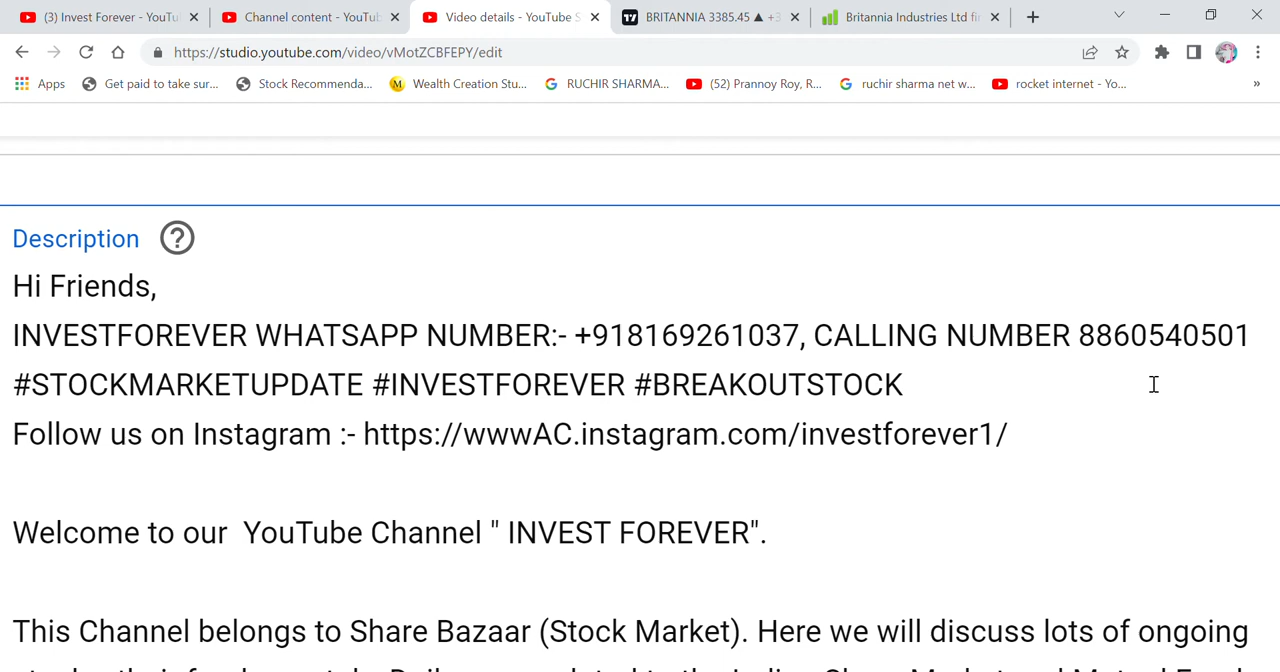 (3) Invest Forever - YouTu
Channel content - YouTub
Video details - YouTube S
BRITANNIA 3385.45 ▲ +3
Britannia Industries Ltd fi
https://studio.youtube.com/video/vMotZCBFEPY/edit
Apps
Get paid to take sur...
Stock Recommenda...
Wealth Creation Stu...
RUCHIR SHARMA...
(52) Prannoy Roy, R...
ruchir sharma net w...
rocket internet - Yo...
»
Description ?
Hi Friends,
INVESTFOREVER WHATSAPP NUMBER:- +918169261037, CALLING NUMBER 8860540501
#STOCKMARKETUPDATE #INVESTFOREVER #BREAKOUTSTOCK
Follow us on Instagram :- https://wwwAC.instagram.com/investforever1/
Welcome to our  YouTube Channel " INVEST FOREVER".
This Channel belongs to Share Bazaar (Stock Market). Here we will discuss lots of ongoing